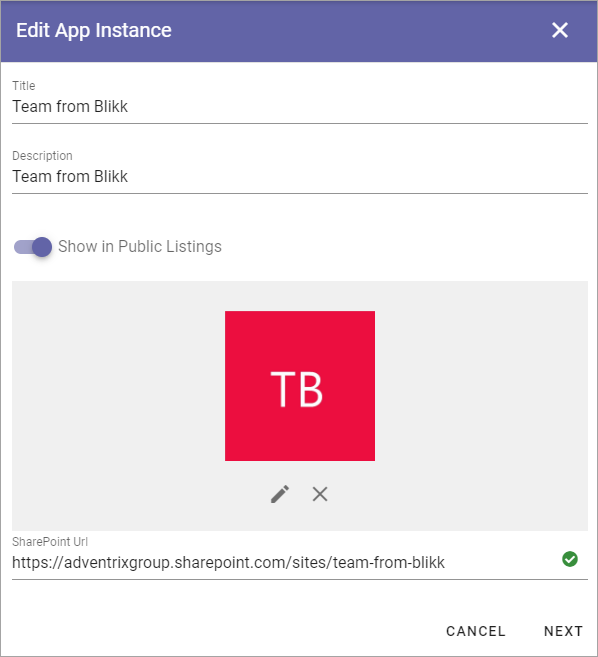 Edit App Instance
Title
Team from Blikk
Description
Team from Blikk
Show in Public Listings
TB
SharePoint Url
https://adventrixgroup.sharepoint.com/sites/team-from-blikk
CANCEL NEXT